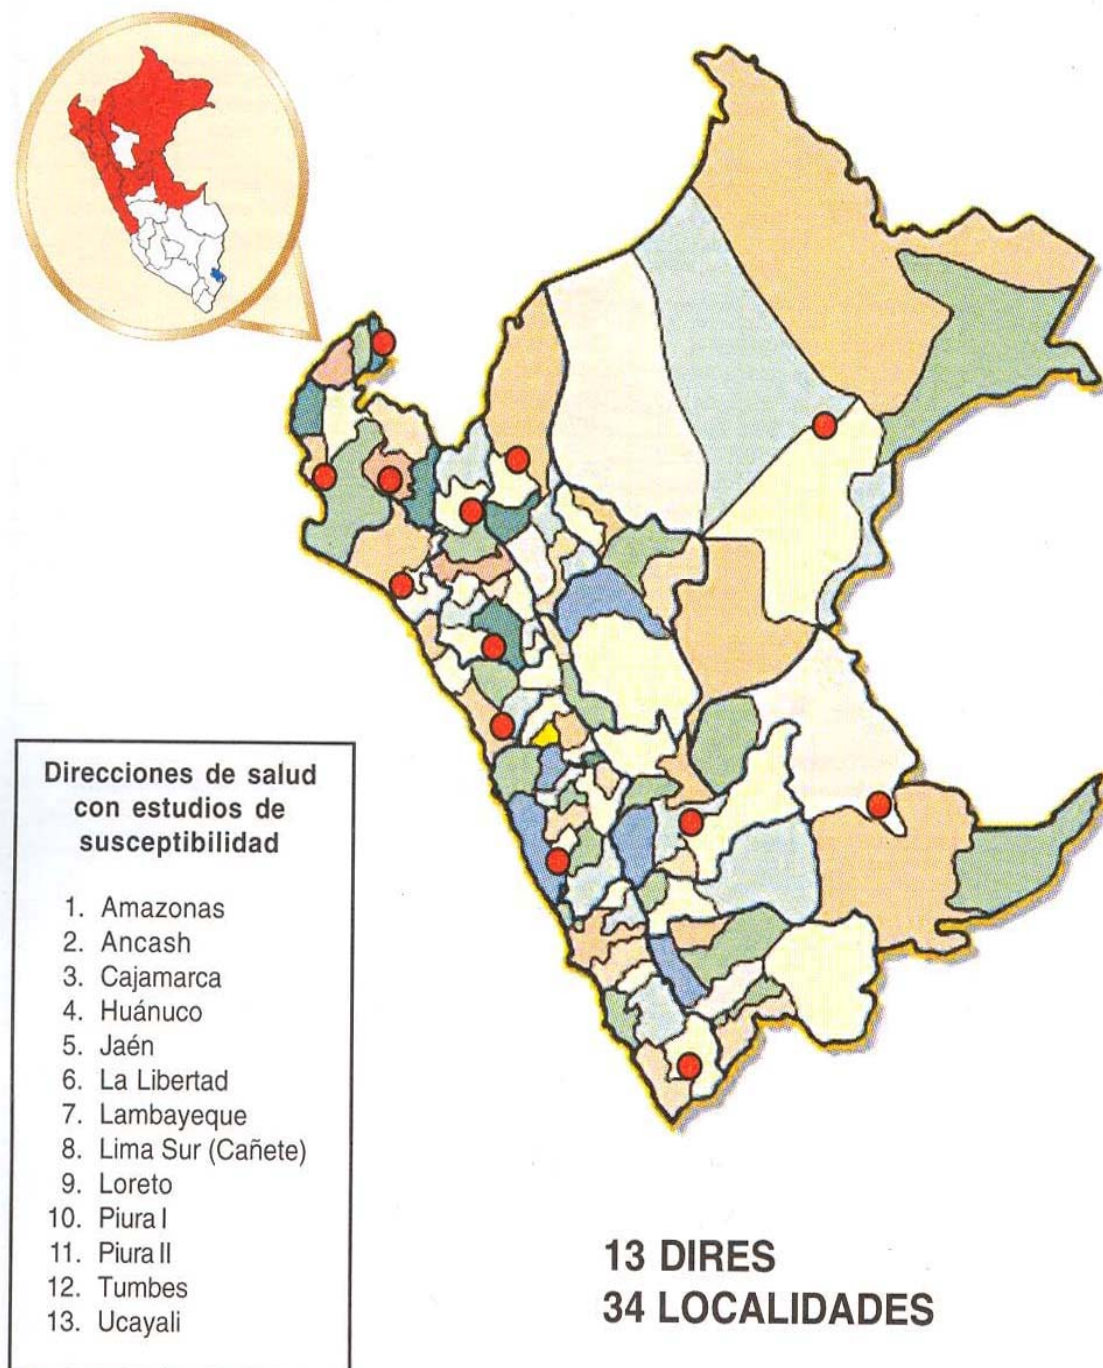 Direcciones de salud
con estudios de
susceptibilidad
1. Amazonas
2. Ancash
3. Cajamarca
4. Huánuco
5. Jaén
6. La Libertad
7. Lambayeque
8. Lima Sur (Cañete)
9. Loreto
10. Piura I
11. Piura II
12. Tumbes
13. Ucayali
13 DIRES
34 LOCALIDADES